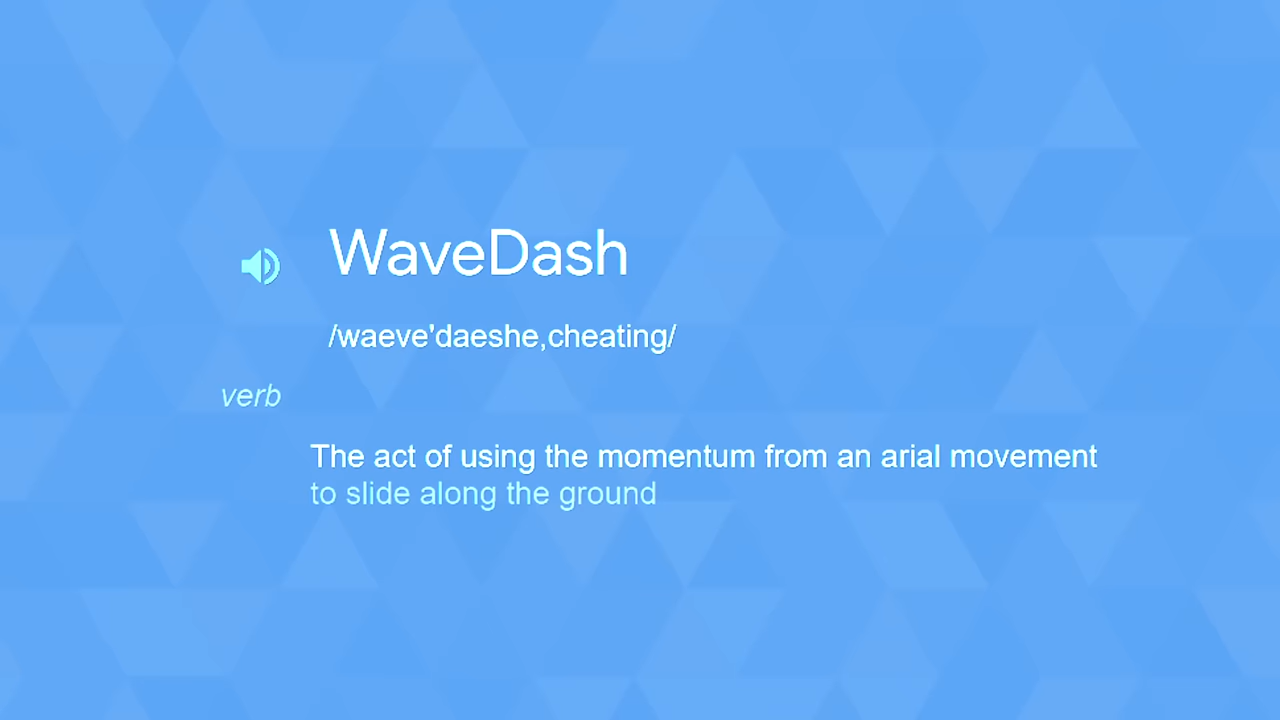 WaveDash
/waeve'daeshe,cheating/
verb
The act of using the momentum from an arial movement
to slide along the ground